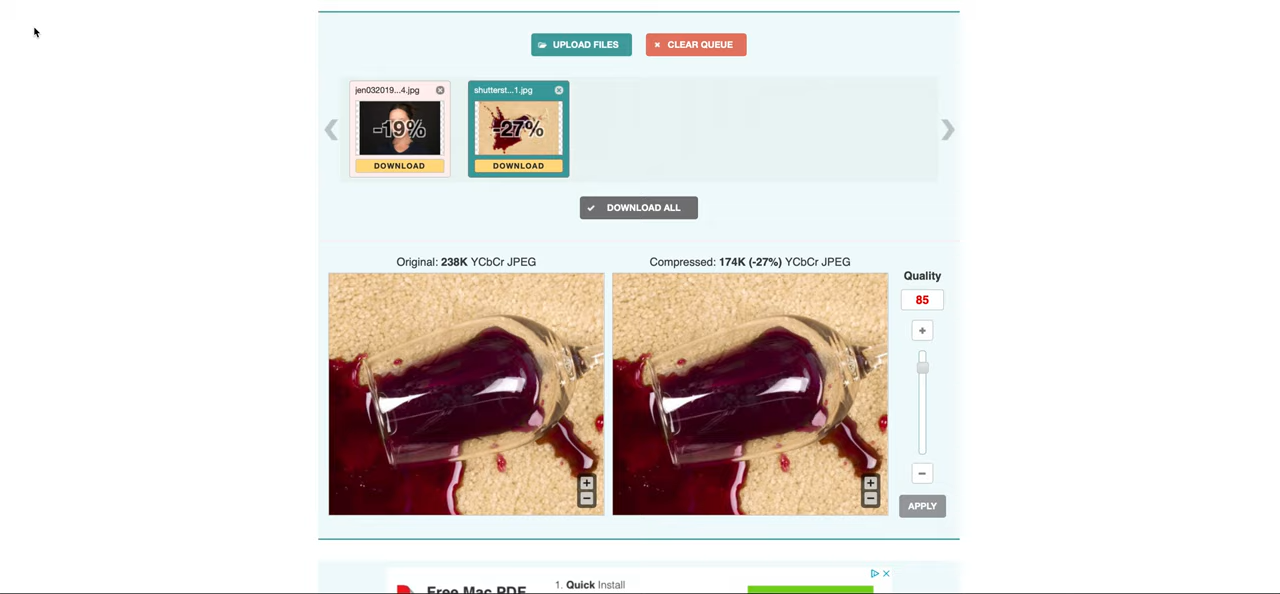 UPLOAD FILES
CLEAR QUEUE
jen032019...4.jpg
shutterst...1.jpg
-19%
-27%
DOWNLOAD
DOWNLOAD
DOWNLOAD ALL
Original: 238K YCbCr JPEG
Compressed: 174K (-27%) YCbCr JPEG
Quality
85
+
−
+
−
+
−
APPLY
Free Mac PDF
1. Quick Install